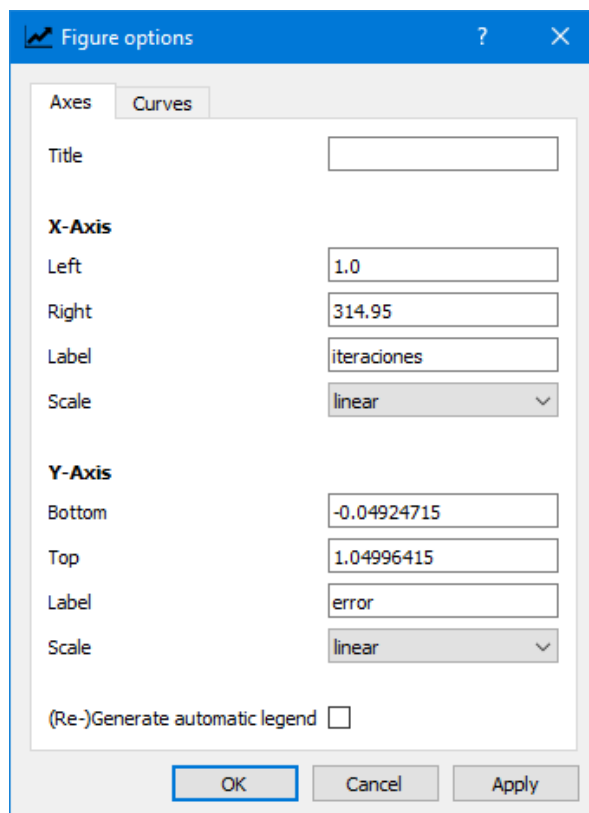 Figure options ?
Axes Curves
Title
X-Axis
Left 1.0
Right 314.95
Label iteraciones
Scale linear
Y-Axis
Bottom -0.04924715
Top 1.04996415
Label error
Scale linear
(Re-)Generate automatic legend
OK Cancel Apply